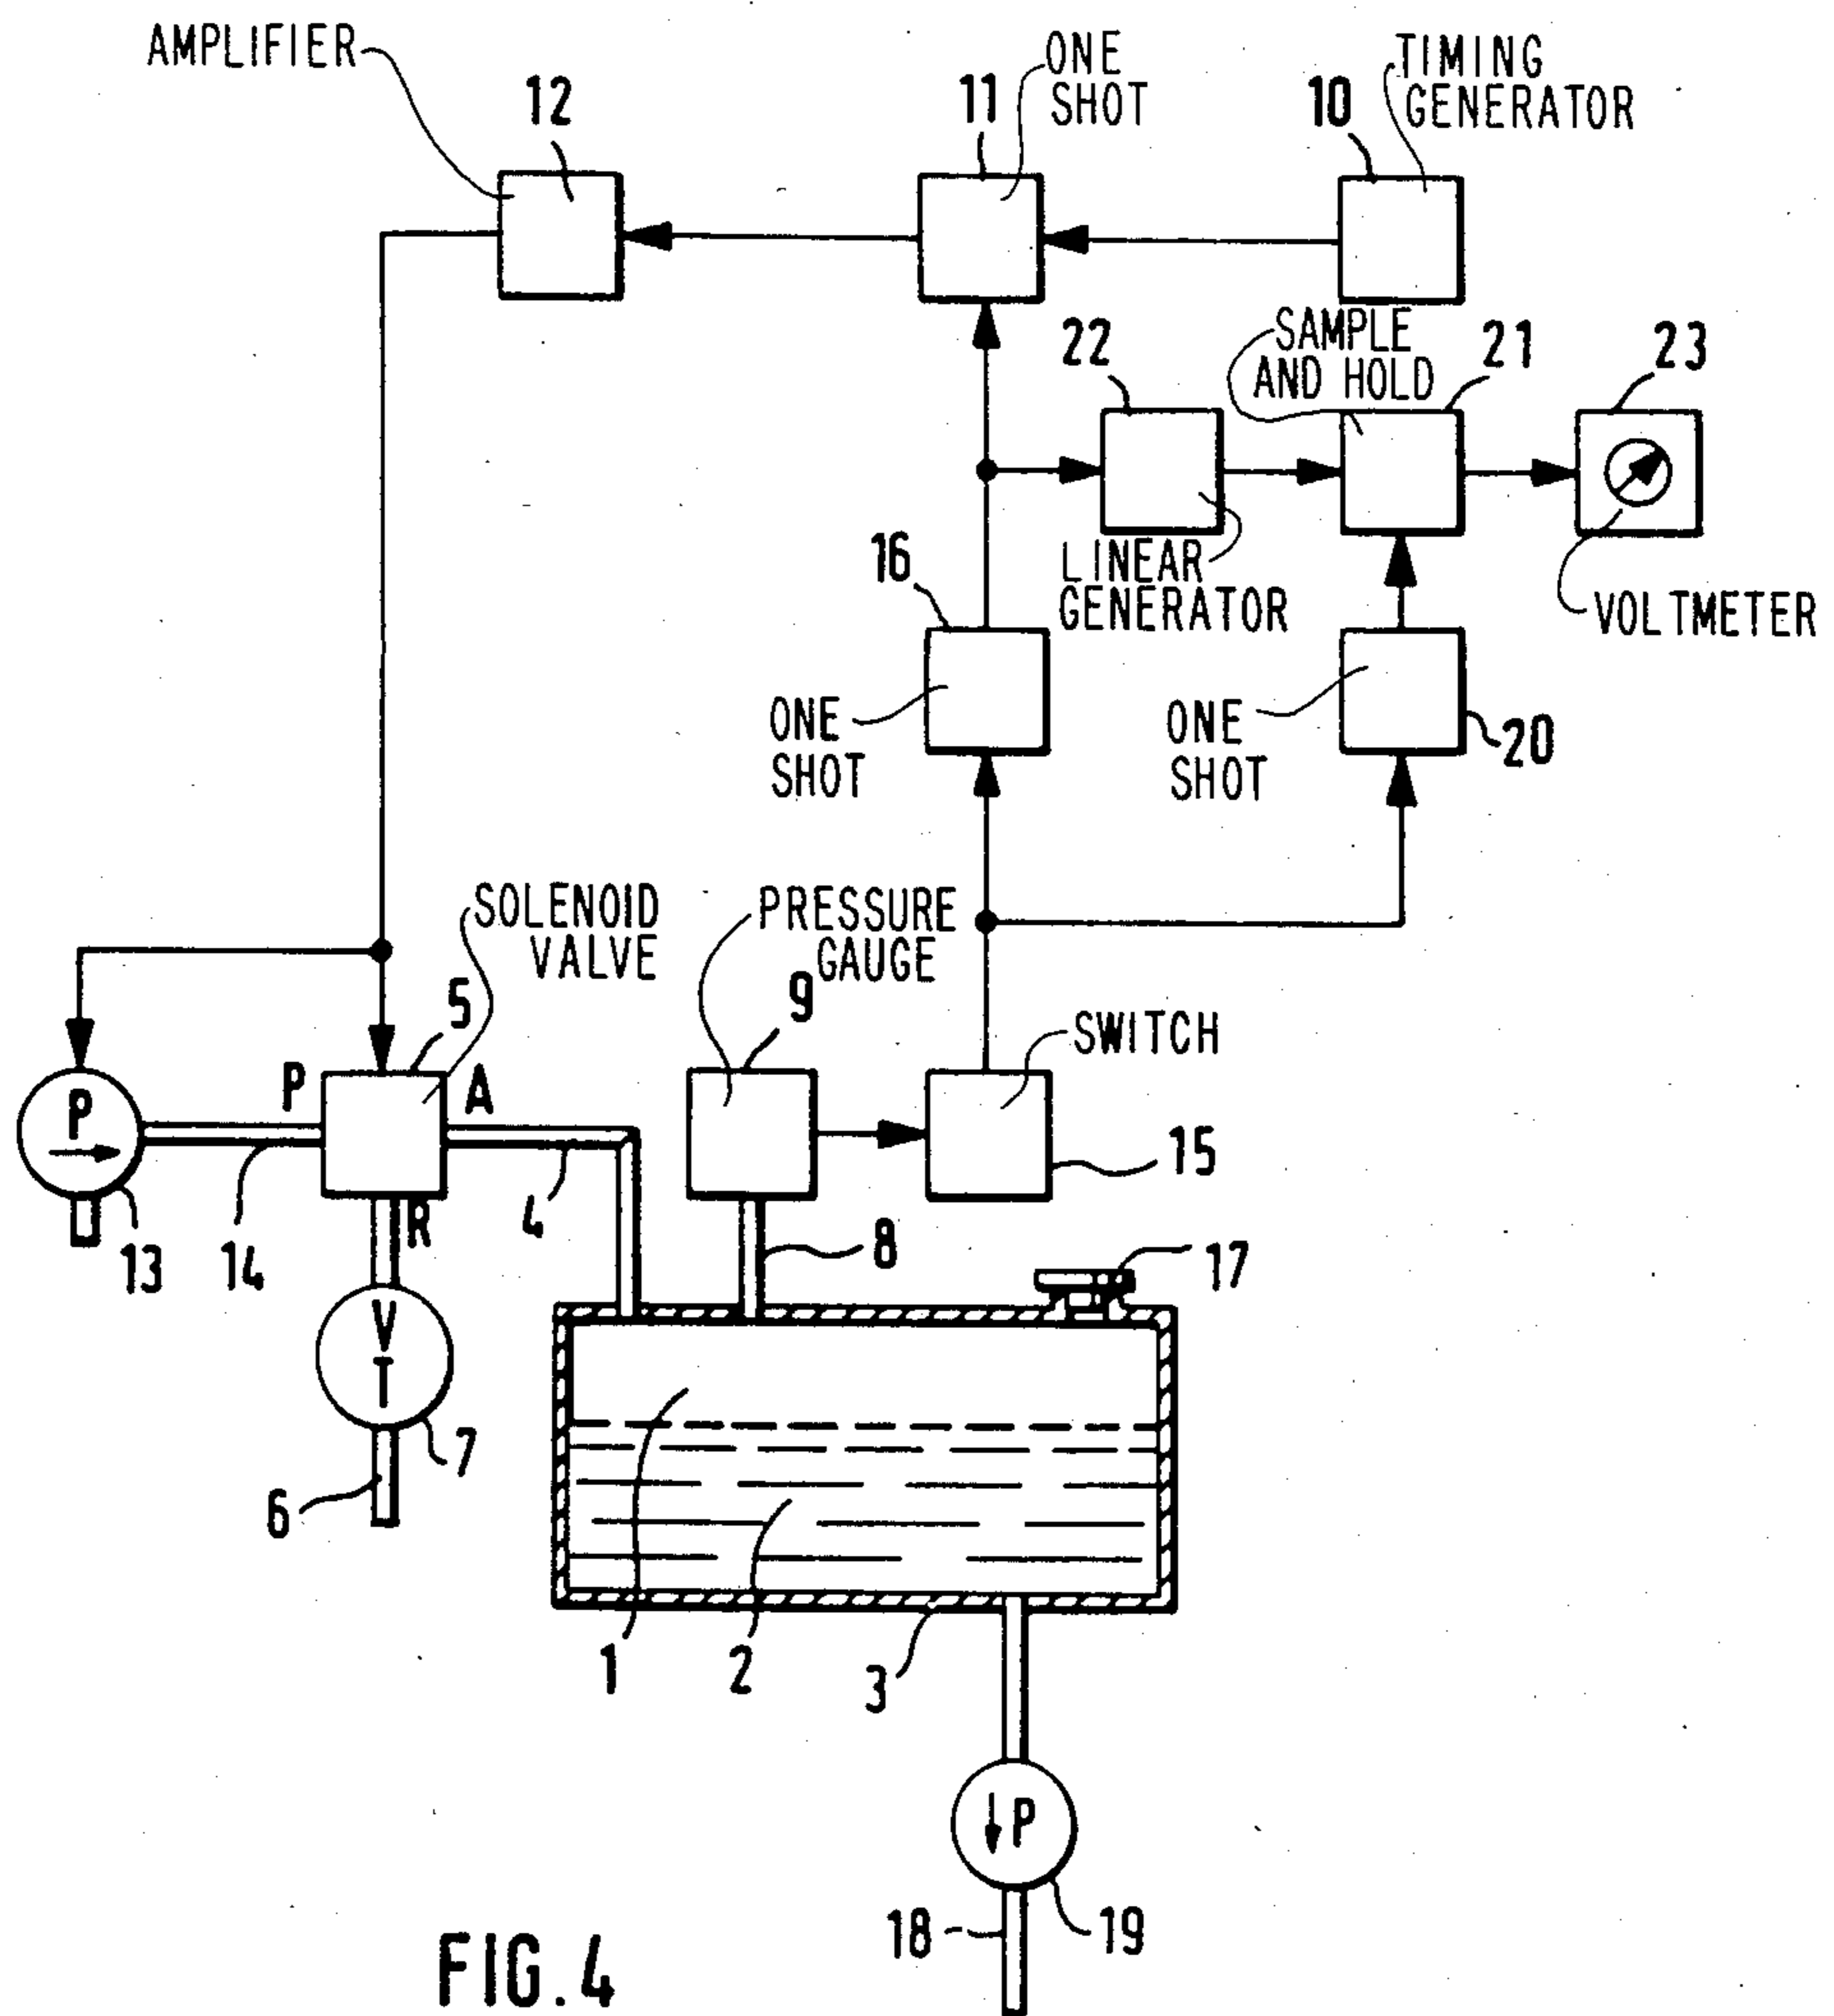 AMPLIFIER
12
11
ONE
SHOT
10
TIMING
GENERATOR
22
SAMPLE
AND HOLD
21
23
16
LINEAR
GENERATOR
VOLTMETER
ONE
SHOT
ONE
SHOT
20
SOLENOID
VALVE
PRESSURE
GAUGE
5
9
SWITCH
P
P
A
15
R
4
8
13
14
17
V
T
7
6
1
2
3
P
18
19
FIG. 4